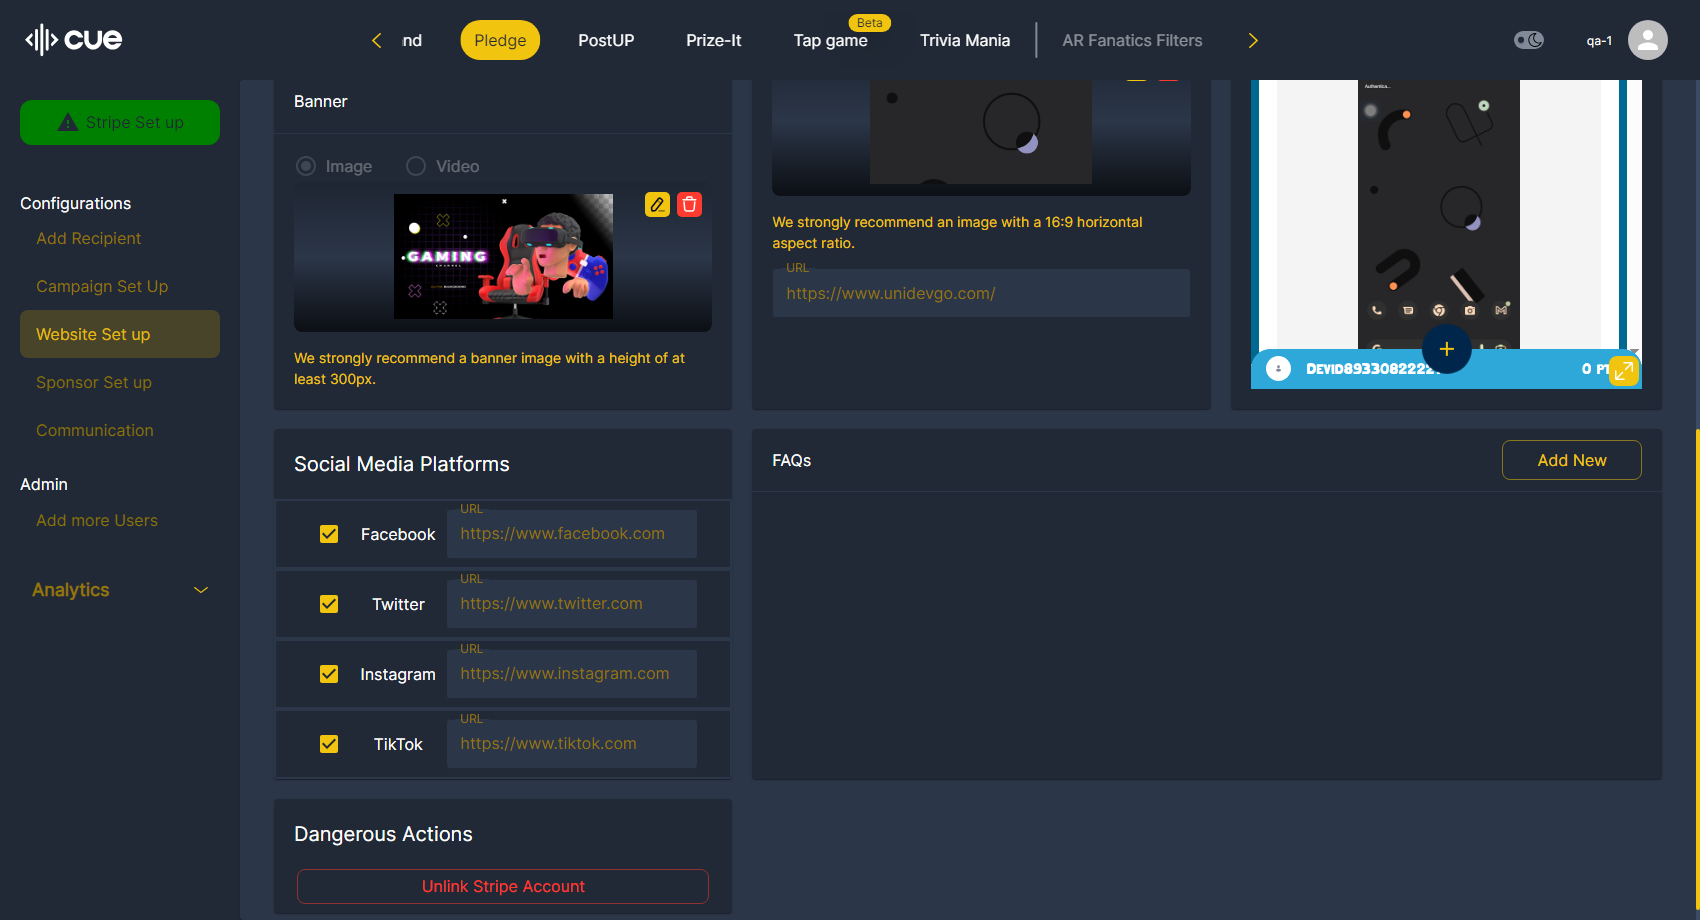 cue
nd
Pledge
PostUP
Prize-It
Beta
Tap game
Trivia Mania
AR Fanatics Filters
qa-1
Stripe Set up
Configurations
Add Recipient
Campaign Set Up
Website Set up
Sponsor Set up
Communication
Admin
Add more Users
Analytics
Banner
Image
Video
GAMING
CHANNEL
We strongly recommend a banner image with a height of at
least 300px.
We strongly recommend an image with a 16:9 horizontal
aspect ratio.
URL
https://www.unidevgo.com/
Authentica...
0 PT
Social Media Platforms
Facebook
URL
https://www.facebook.com
Twitter
URL
https://www.twitter.com
Instagram
URL
https://www.instagram.com
TikTok
URL
https://www.tiktok.com
FAQs
Add New
Dangerous Actions
Unlink Stripe Account